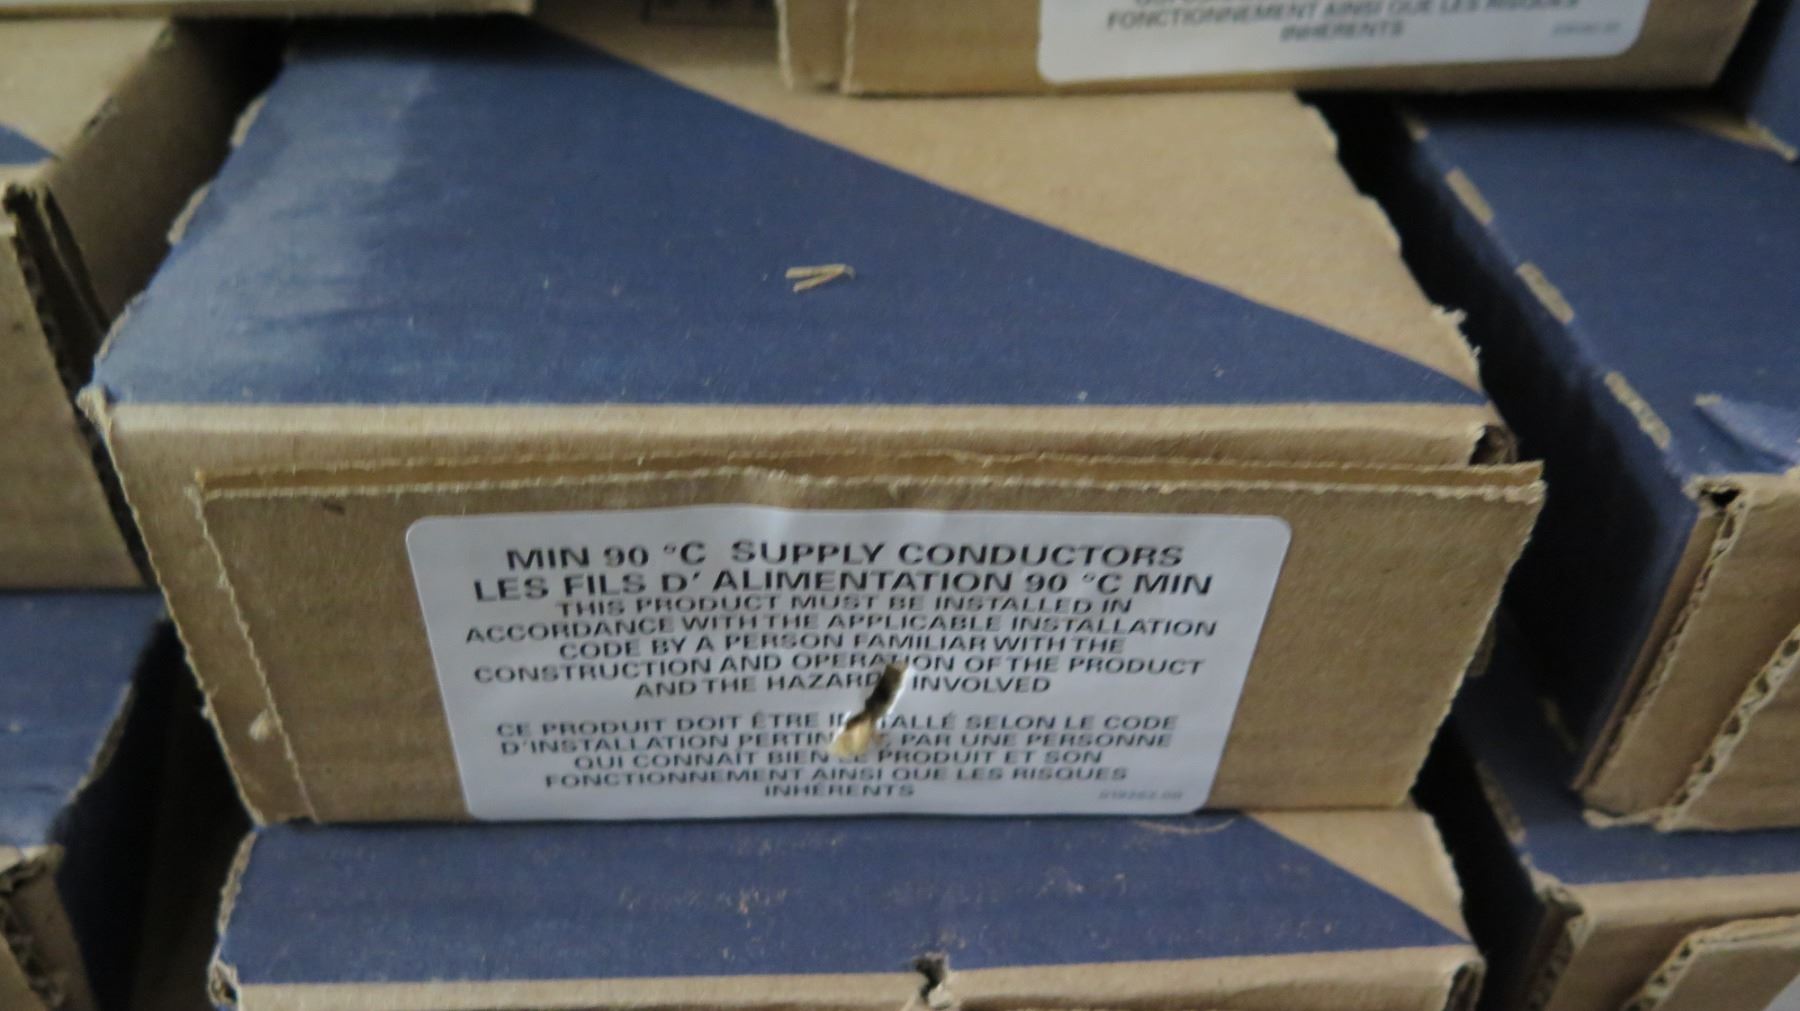 FONCTIONNEMENT AINSI QUE LES RISQUES
INHÉRENTS
MIN 90 °C SUPPLY CONDUCTORS
LES FILS D' ALIMENTATION 90 °C MIN
THIS PRODUCT MUST BE INSTALLED IN
ACCORDANCE WITH THE APPLICABLE INSTALLATION
CODE BY A PERSON FAMILIAR WITH THE
CONSTRUCTION AND OPERATION OF THE PRODUCT
AND THE HAZARD INVOLVED
CE PRODUIT DOIT ÊTRE IN TALLÉ SELON LE CODE
D'INSTALLATION PERTIN PAR UNE PERSONNE
QUI CONNAIT BIEN LE PRODUIT ET SON
FONCTIONNEMENT AINSI QUE LES RISQUES
INHÉRENTS